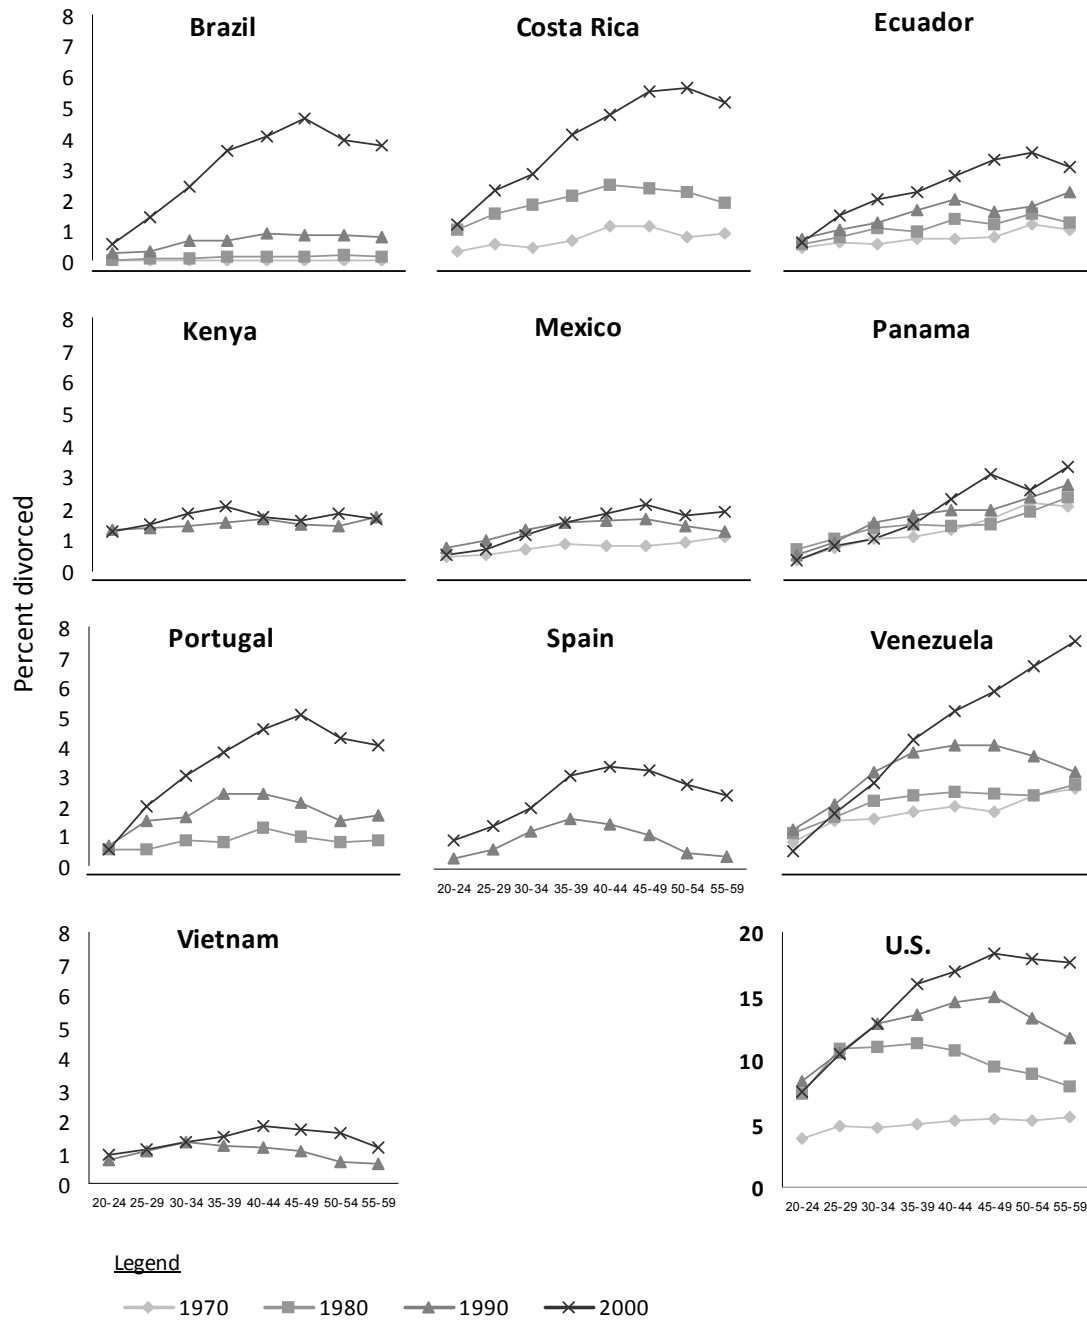 Percent divorced
Brazil
8
7
6
5
4
3
2
1
0
Costa Rica
Ecuador
Kenya
8
7
6
5
4
3
2
1
0
Mexico
Panama
Portugal
8
7
6
5
4
3
2
1
0
Spain
20-24 25-29 30-34 35-39 40-44 45-49 50-54 55-59
Venezuela
Vietnam
8
7
6
5
4
3
2
1
0
20-24 25-29 30-34 35-39 40-44 45-49 50-54 55-59
U.S.
20
15
10
5
0
20-24 25-29 30-34 35-39 40-44 45-49 50-54 55-59
Legend
1970 1980 1990 2000